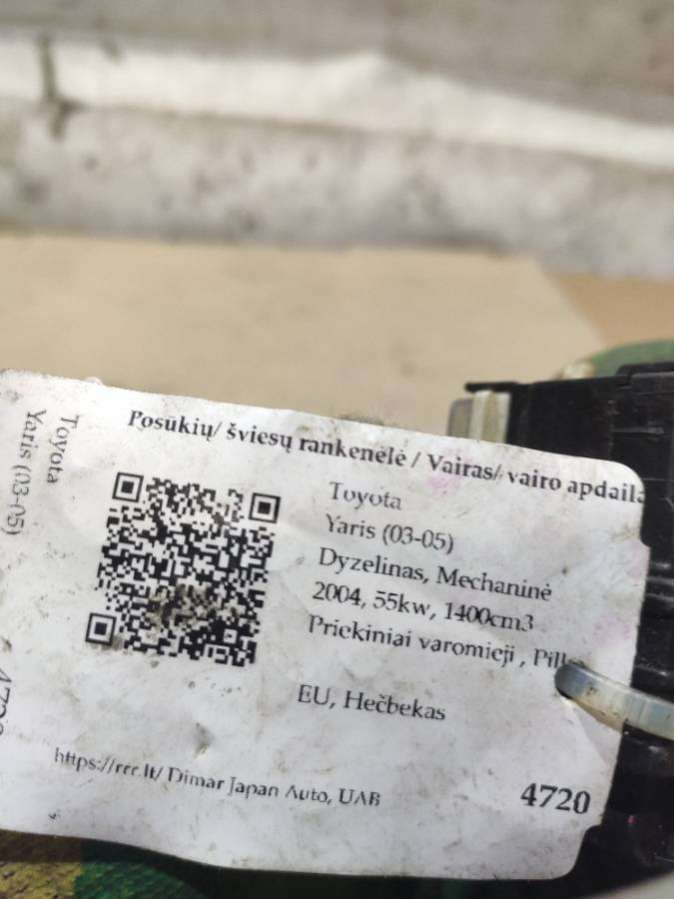 Posūkių/ šviesų rankenėlė / Vairas/ vairo apdaila
Toyota
Yaris (03-05)
Dyzelinas, Mechaninė
2004, 55kw, 1400cm3
Priekiniai varomieji ,
EU, Hečbekas
https://rrr.lt/ Dimar Japan Auto, UAB
4720
Toyota
Yaris (03-05)